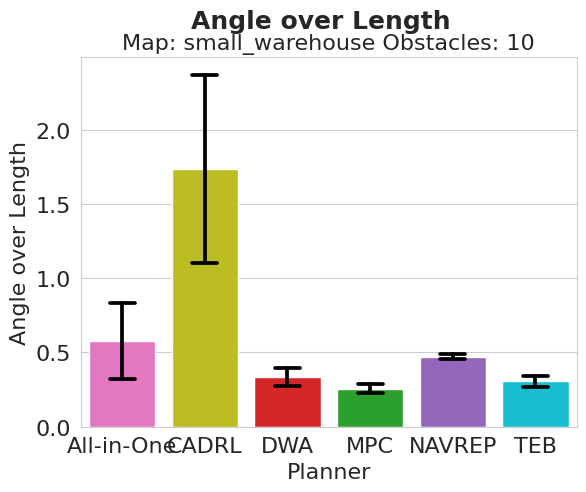 Angle over Length
Map: small_warehouse Obstacles: 10
Angle over Length
2.0
1.5
1.0
0.5
0.0
All-in-One CADRL DWA MPC NAVREP TEB
Planner